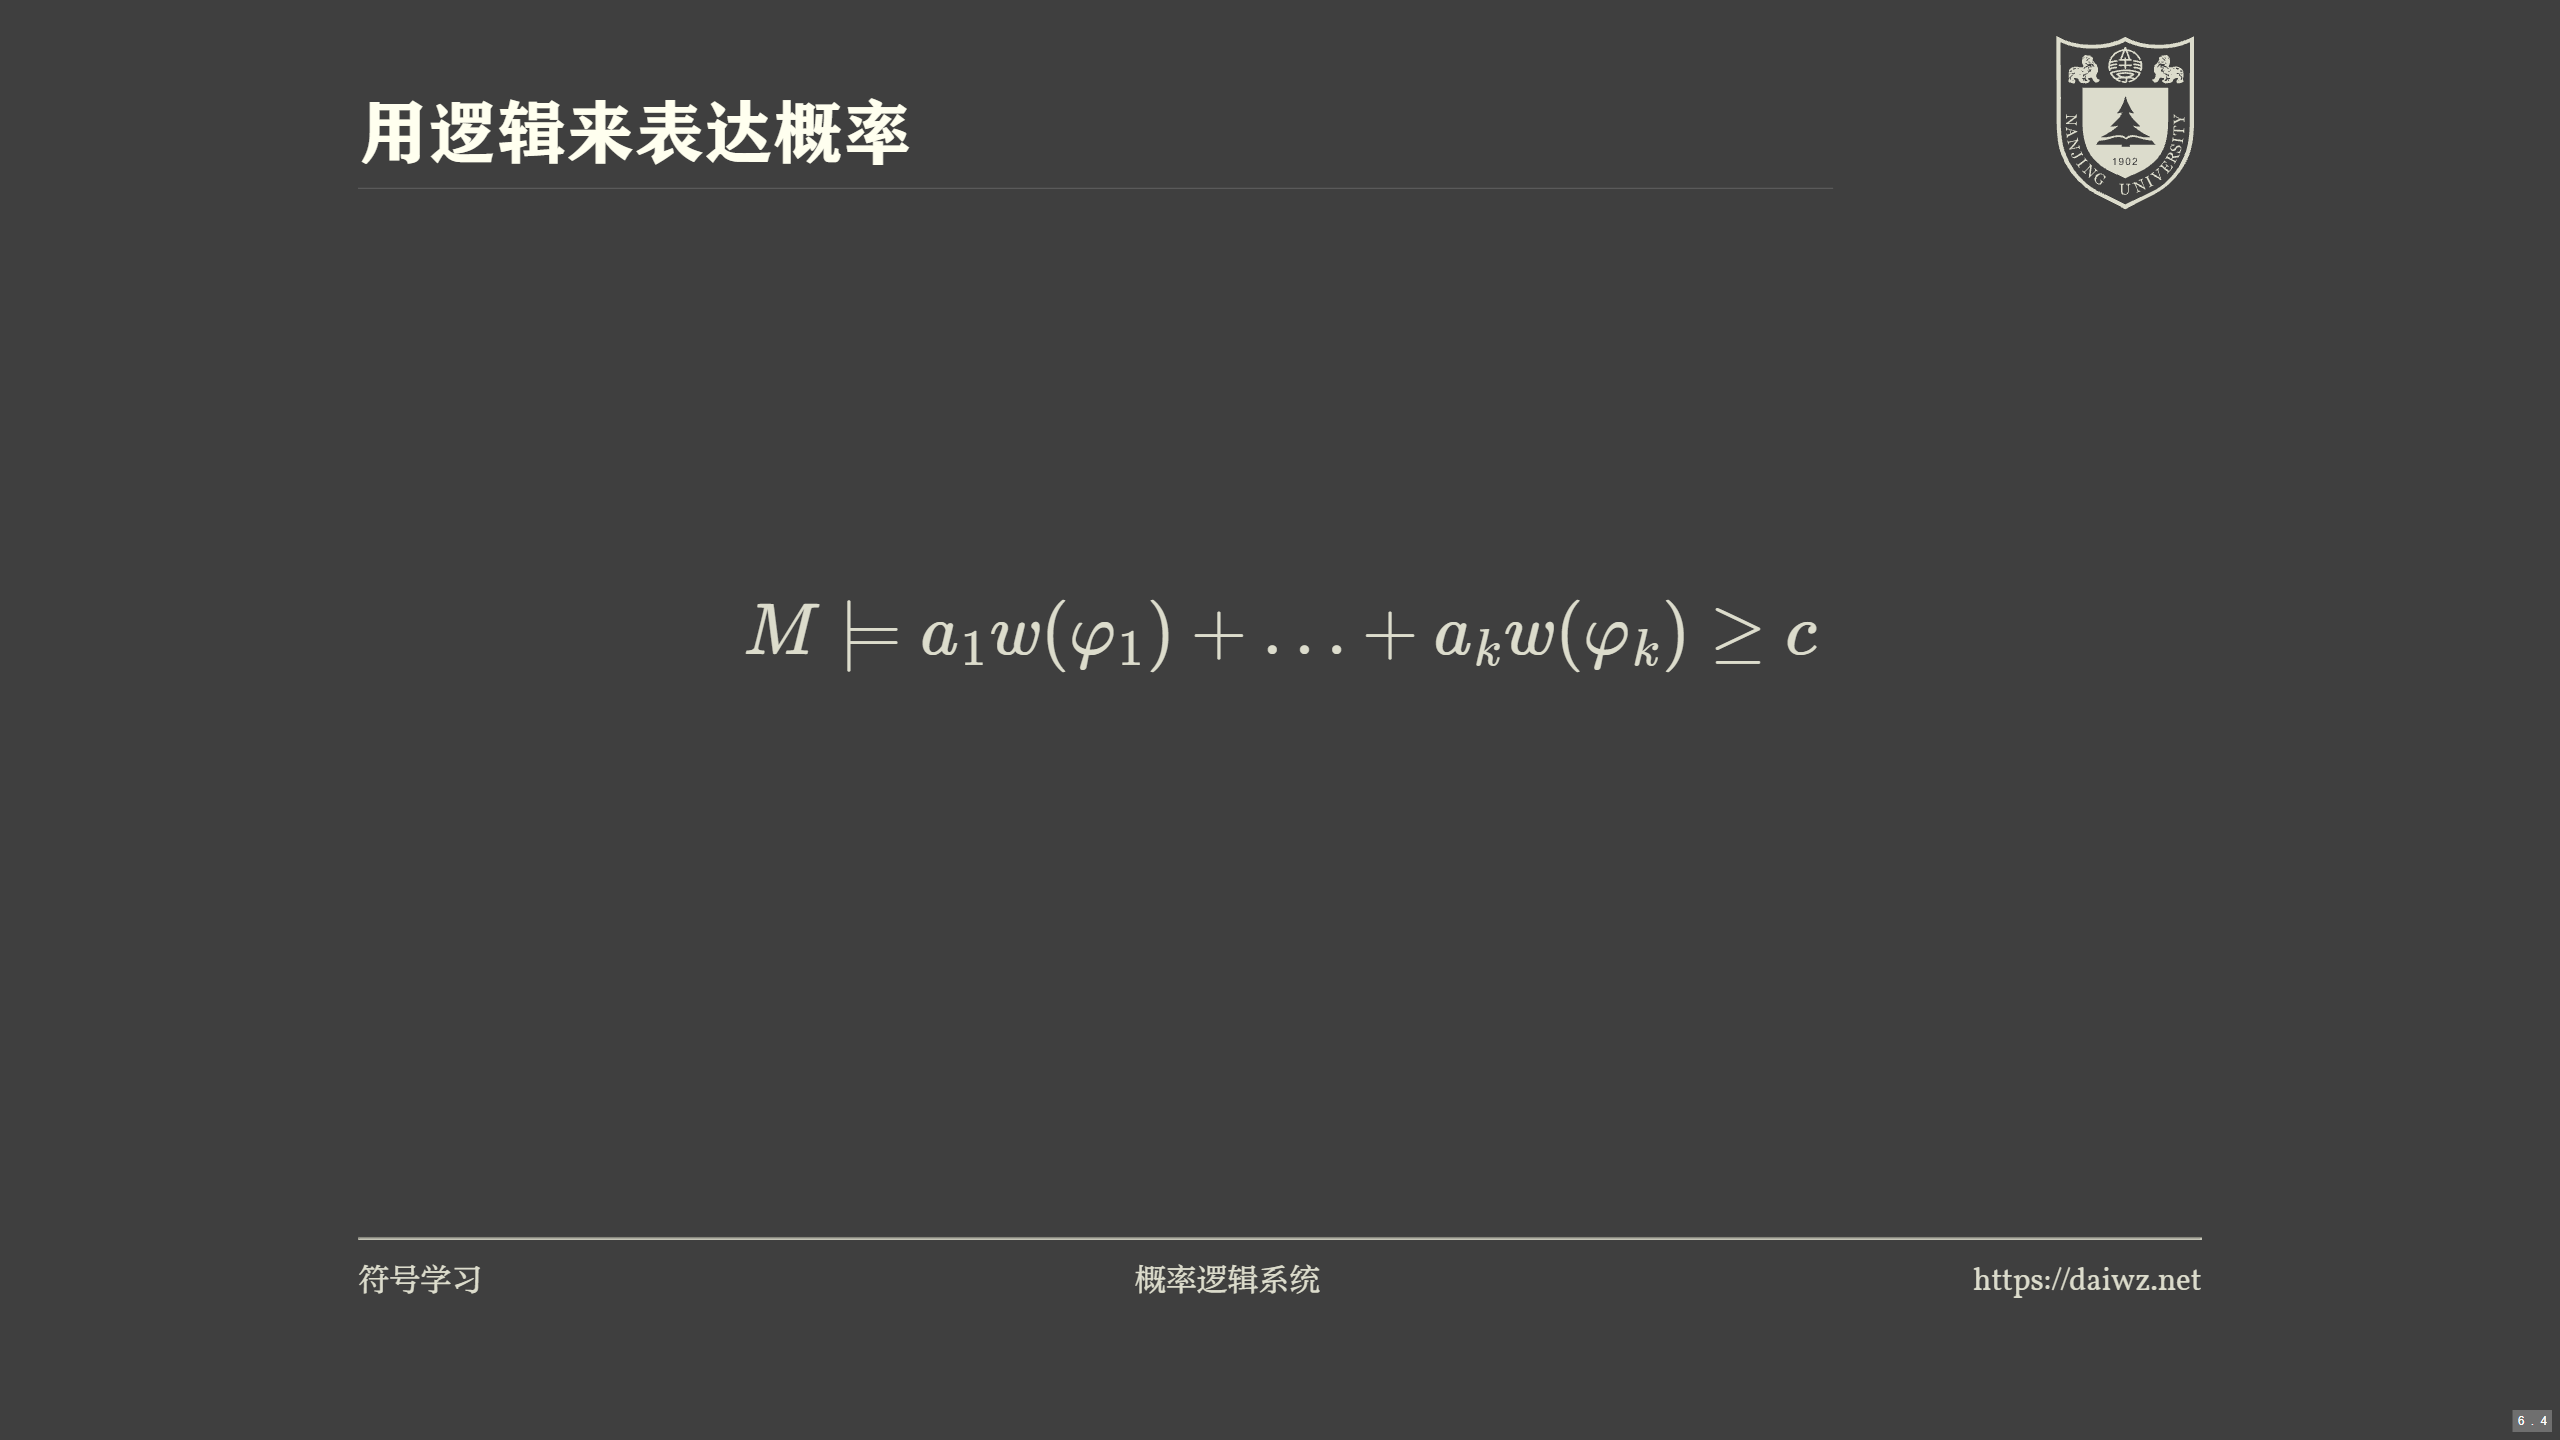 用逻辑来表达概率
NANJING UNIVERSITY
1902
M ⊨ a₁w(φ₁) + … + aₖw(φₖ) ≥ c
符号学习
概率逻辑系统
https://daiwz.net
6 . 4